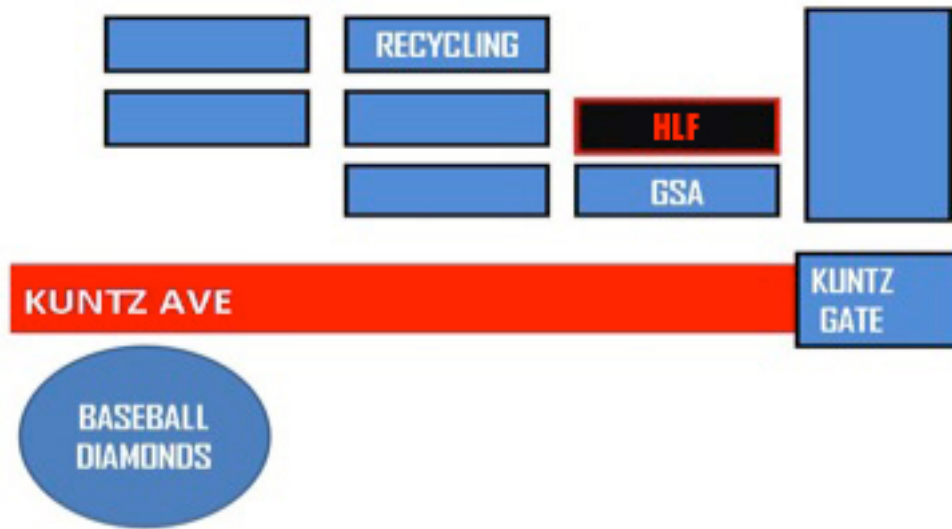 RECYCLING
HLF
GSA
KUNTZ AVE
KUNTZ
GATE
BASEBALL
DIAMONDS